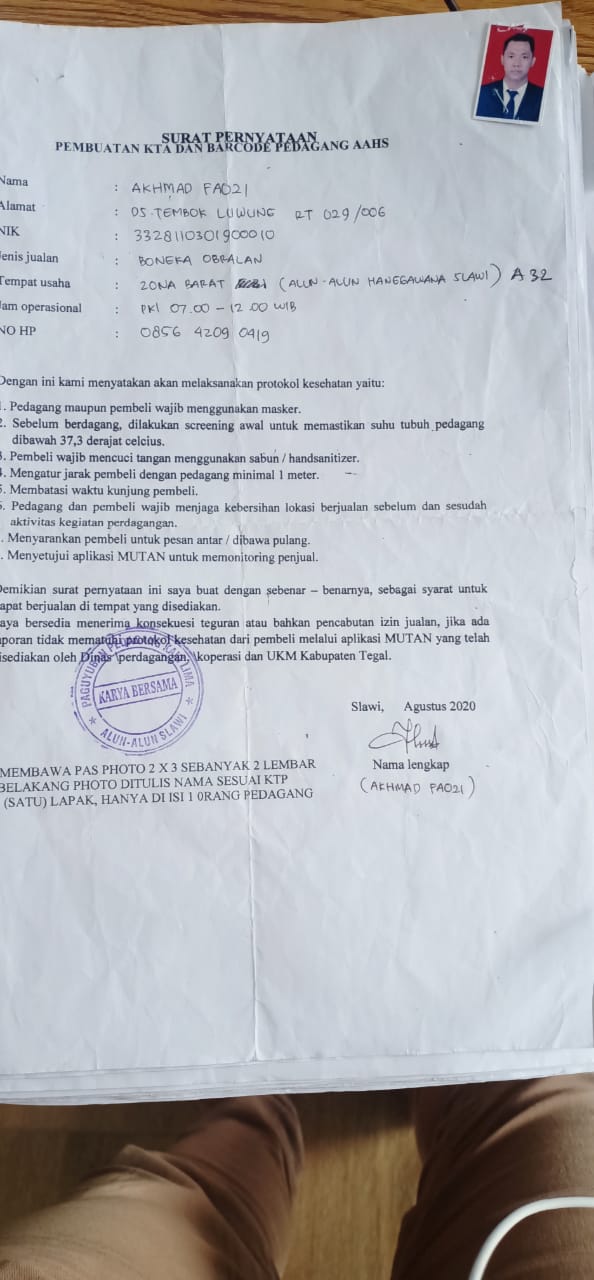 SURAT PERNYATAAN
PEMBUATAN KTA DAN BARCODE PEDAGANG AAHS
Nama : AKHMAD FAOZI
Alamat : DS. TEMBOK LUWUNG RT 029/006
NIK : 3328110301900010
Jenis jualan : BONEKA OBRALAN
Tempat usaha : ZONA BARAT (ALUN-ALUN HANGGAWANA SLAWI) A 32
Jam operasional : PKl 07.00 - 12.00 WIB
NO HP : 0856 4209 0419
Dengan ini kami menyatakan akan melaksanakan protokol kesehatan yaitu:
1. Pedagang maupun pembeli wajib menggunakan masker.
2. Sebelum berdagang, dilakukan screening awal untuk memastikan suhu tubuh pedagang
dibawah 37,3 derajat celcius.
3. Pembeli wajib mencuci tangan menggunakan sabun / handsanitizer.
4. Mengatur jarak pembeli dengan pedagang minimal 1 meter.
5. Membatasi waktu kunjung pembeli.
6. Pedagang dan pembeli wajib menjaga kebersihan lokasi berjualan sebelum dan sesudah
aktivitas kegiatan perdagangan.
. Menyarankan pembeli untuk pesan antar / dibawa pulang.
. Menyetujui aplikasi MUTAN untuk memonitoring penjual.
Demikian surat pernyataan ini saya buat dengan sebenar – benarnya, sebagai syarat untuk
dapat berjualan di tempat yang disediakan.
Saya bersedia menerima konsekuesi teguran atau bahkan pencabutan izin jualan, jika ada
laporan tidak mematuhi protokol kesehatan dari pembeli melalui aplikasi MUTAN yang telah
disediakan oleh Dinas \perdagangan, \koperasi dan UKM Kabupaten Tegal.
PAGUYUBAN PEDAGANG KAKI LIMA
KARYA BERSAMA
ALUN-ALUN SLAWI
Slawi, Agustus 2020
Nama lengkap
(AKHMAD FAOZI)
MEMBAWA PAS PHOTO 2 X 3 SEBANYAK 2 LEMBAR
BELAKANG PHOTO DITULIS NAMA SESUAI KTP
(SATU) LAPAK, HANYA DI ISI 1 0RANG PEDAGANG